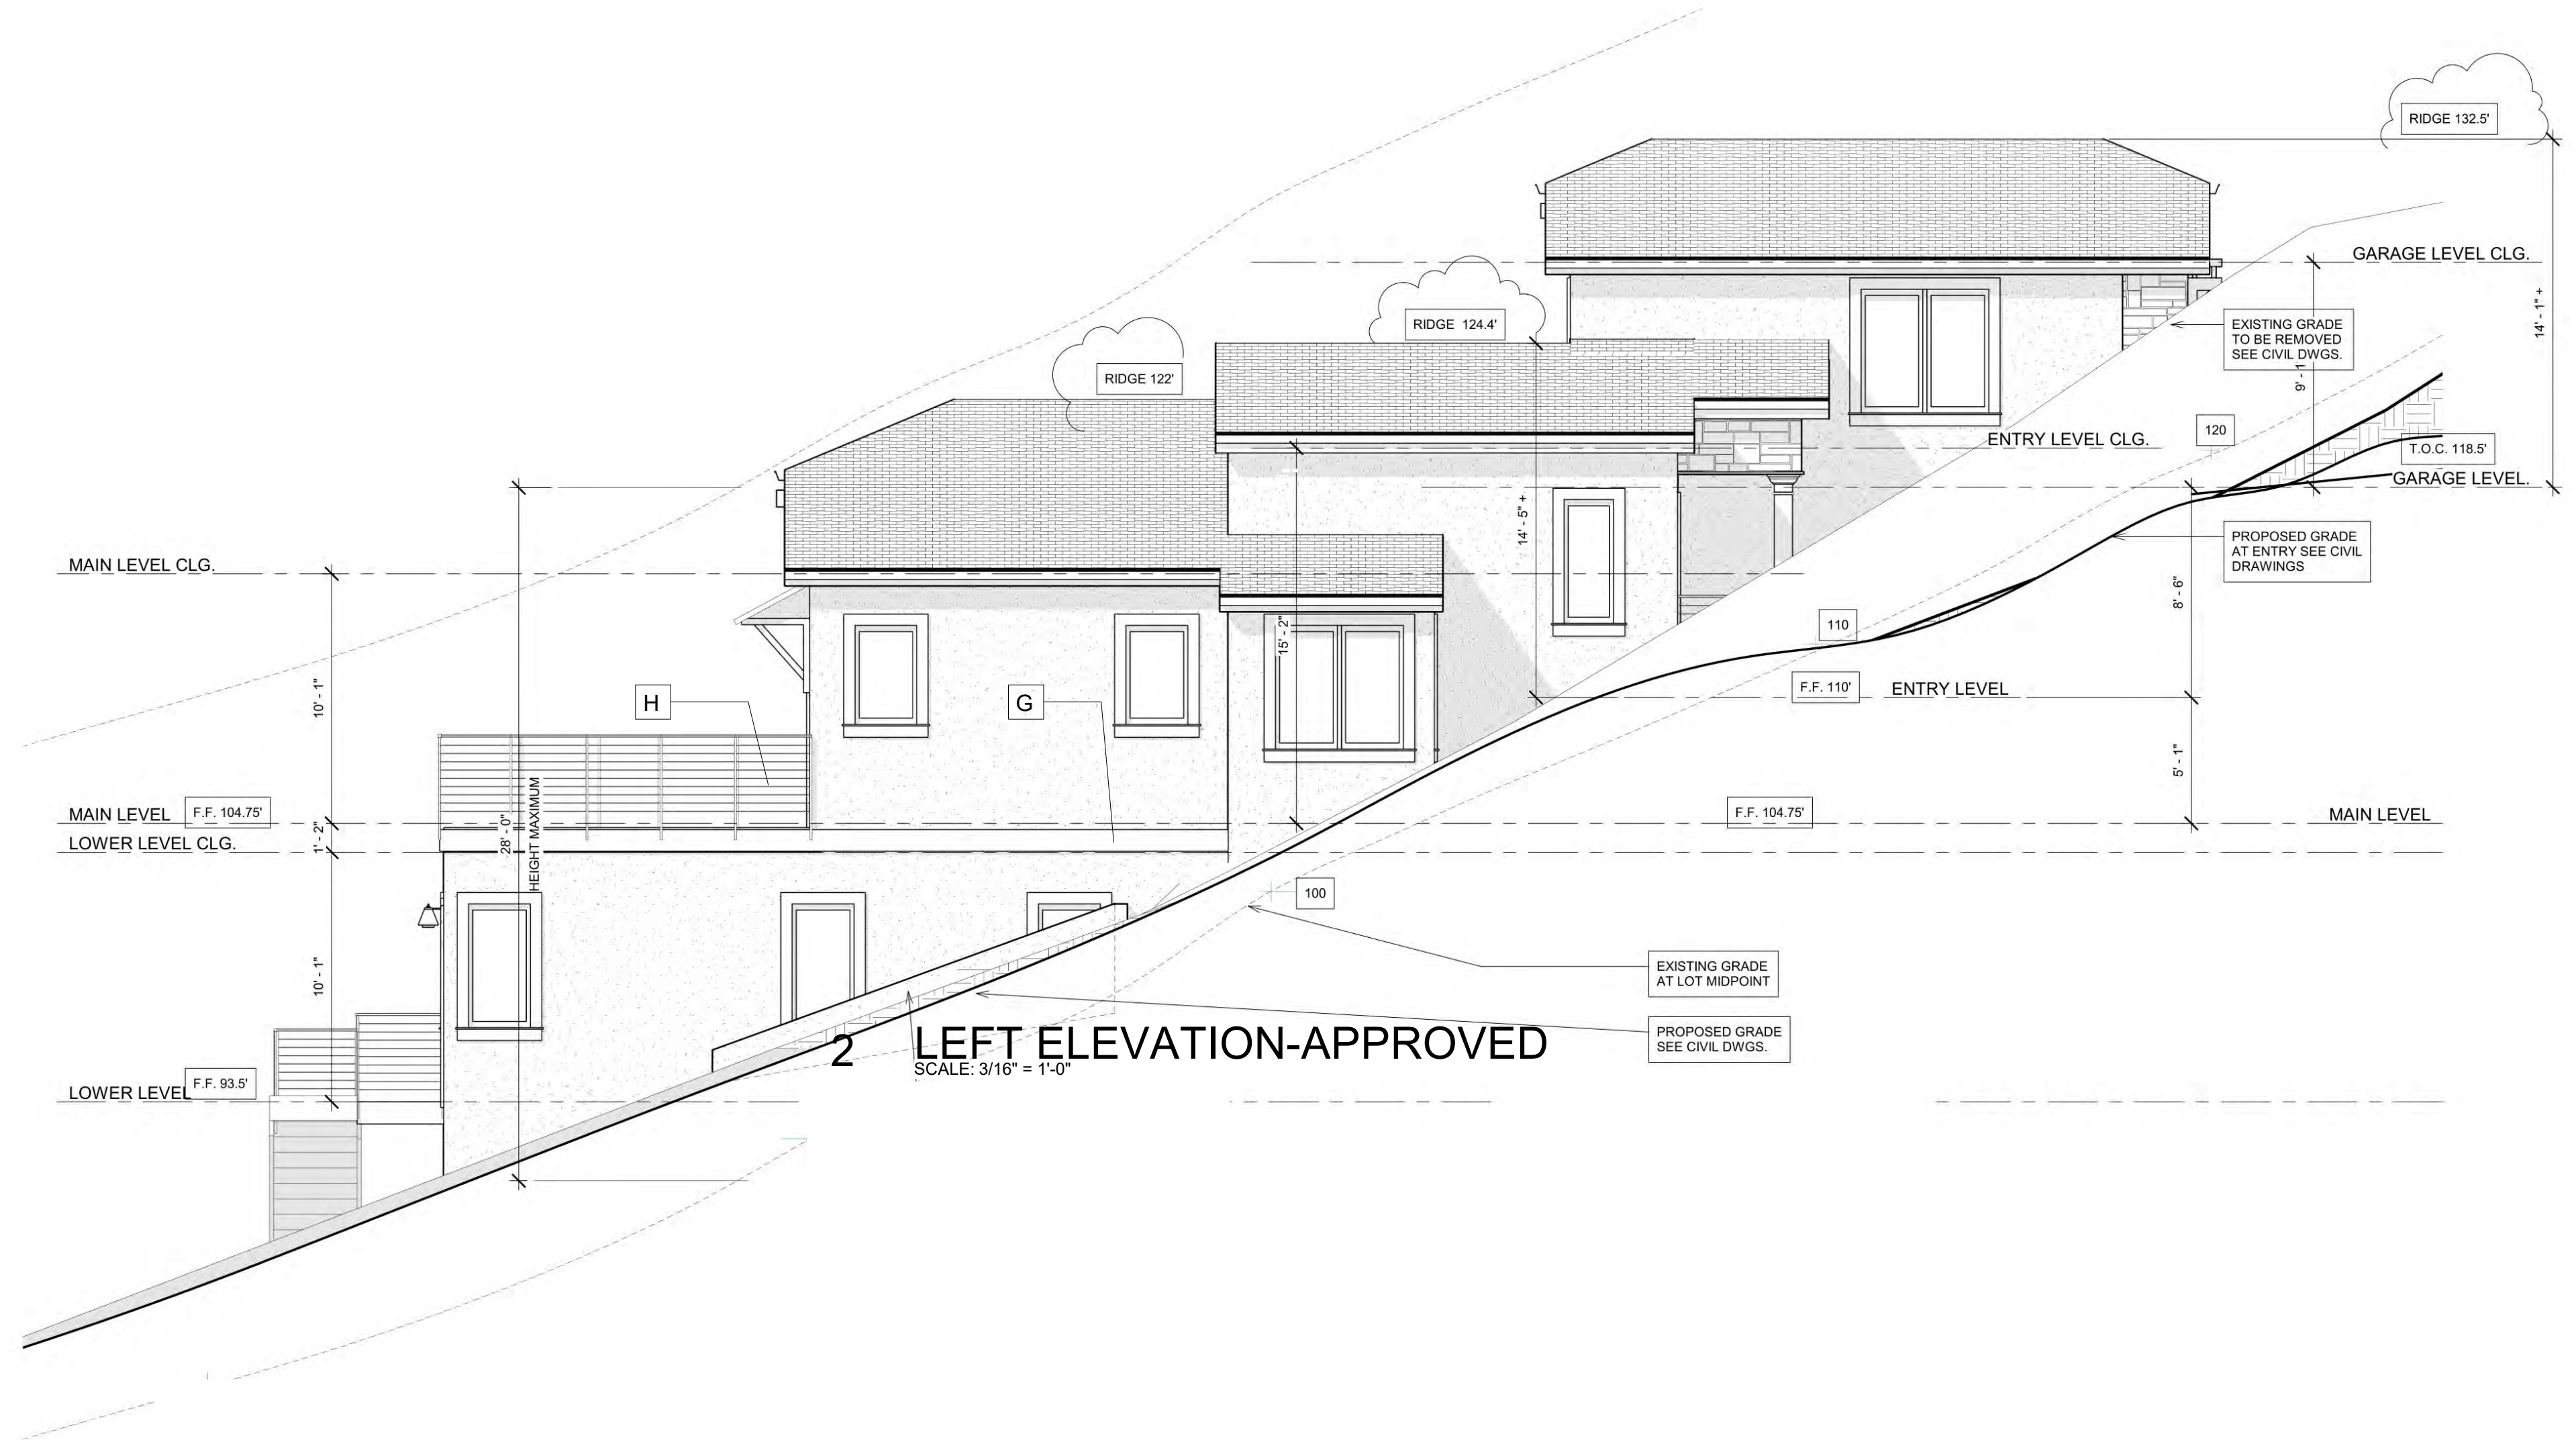 RIDGE 132.5'
GARAGE LEVEL CLG.
14' - 1" +
RIDGE 124.4'
EXISTING GRADE
TO BE REMOVED
SEE CIVIL DWGS.
9' - 1"
RIDGE 122'
120
ENTRY LEVEL CLG.
T.O.C. 118.5'
GARAGE LEVEL.
14' - 5" +
PROPOSED GRADE
AT ENTRY SEE CIVIL
DRAWINGS
MAIN LEVEL CLG.
8' - 6"
110
15' - 2"
10' - 1"
H
G
F.F. 110'
ENTRY LEVEL
5' - 1"
MAIN LEVEL
F.F. 104.75'
F.F. 104.75'
MAIN LEVEL
1' - 2"
LOWER LEVEL CLG.
28' - 0"
HEIGHT MAXIMUM
100
10' - 1"
EXISTING GRADE
AT LOT MIDPOINT
PROPOSED GRADE
SEE CIVIL DWGS.
2
LEFT ELEVATION-APPROVED
SCALE: 3/16" = 1'-0"
LOWER LEVEL
F.F. 93.5'